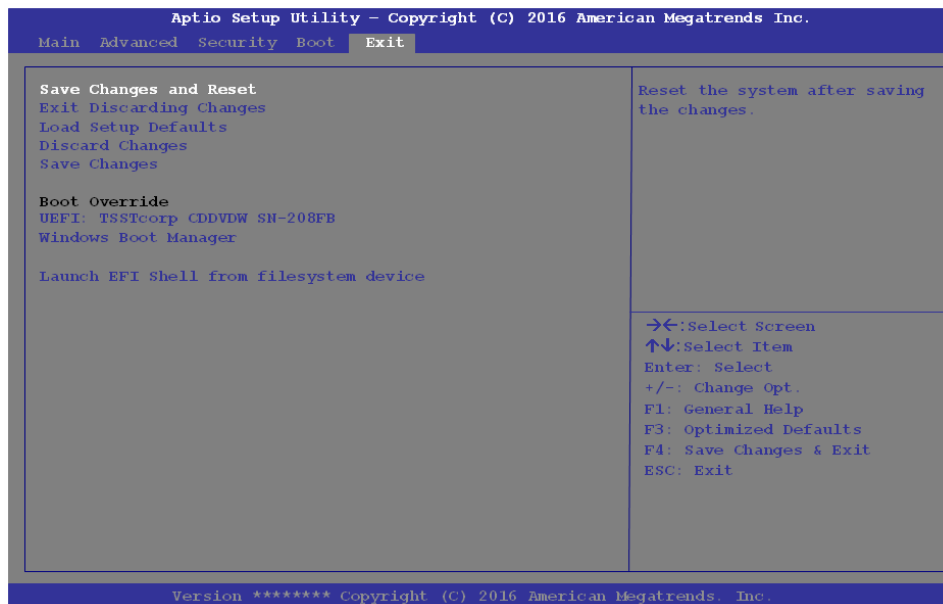 Aptio Setup Utility – Copyright (C) 2016 American Megatrends Inc.
Main Advanced Security Boot Exit
Save Changes and Reset
Exit Discarding Changes
Load Setup Defaults
Discard Changes
Save Changes
Boot Override
UEFI: TSSTcorp CDDVDW SN-208FB
Windows Boot Manager
Launch EFI Shell from filesystem device
Reset the system after saving
the changes.
→←:Select Screen
↑↓:Select Item
Enter: Select
+/-: Change Opt.
F1: General Help
F3: Optimized Defaults
F4: Save Changes & Exit
ESC: Exit
Version ******** Copyright (C) 2016 American Megatrends. Inc.